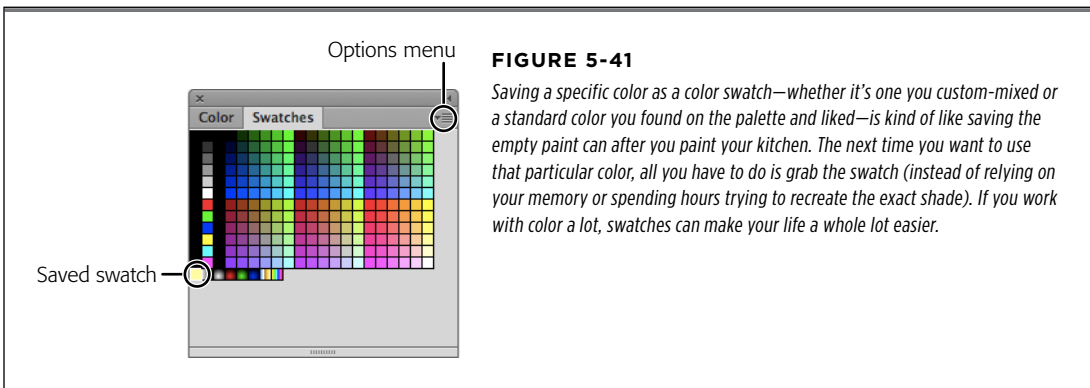 Options menu
FIGURE 5-41
Saving a specific color as a color swatch—whether it's one you custom-mixed or
a standard color you found on the palette and liked—is kind of like saving the
empty paint can after you paint your kitchen. The next time you want to use
that particular color, all you have to do is grab the swatch (instead of relying on
your memory or spending hours trying to recreate the exact shade). If you work
with color a lot, swatches can make your life a whole lot easier.
Color Swatches
Saved swatch